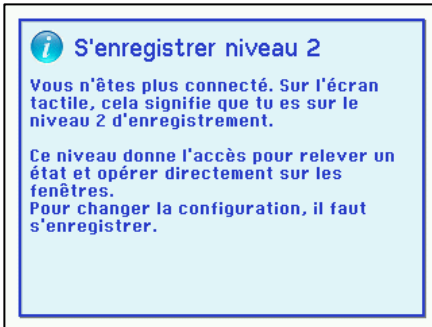 S'enregistrer niveau 2
Vous n'êtes plus connecté. Sur l'écran
tactile, cela signifie que tu es sur le
niveau 2 d'enregistrement.
Ce niveau donne l'accès pour relever un
état et opérer directement sur les
fenêtres.
Pour changer la configuration, il faut
s'enregistrer.